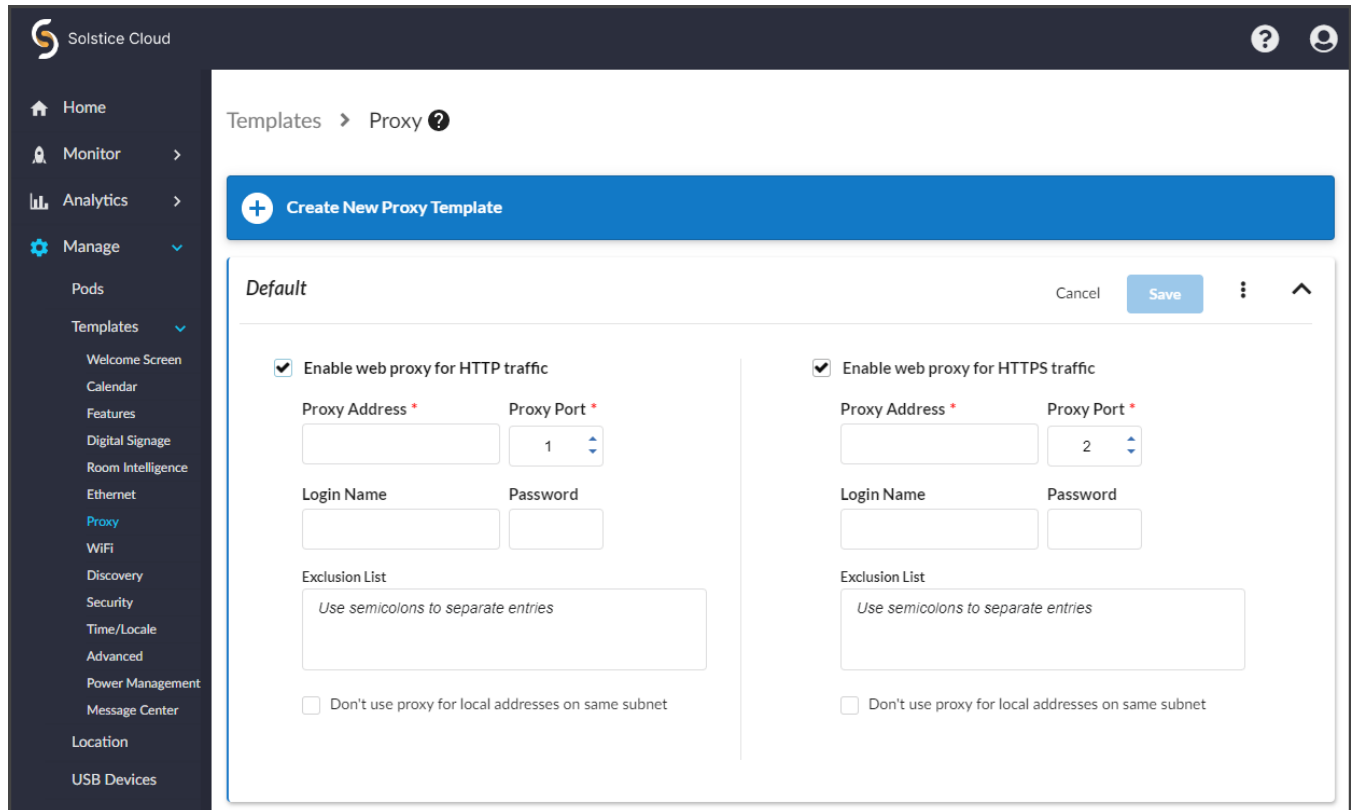 Solstice Cloud
Home
Monitor
Analytics
Manage
Pods
Templates
Welcome Screen
Calendar
Features
Digital Signage
Room Intelligence
Ethernet
Proxy
WiFi
Discovery
Security
Time/Locale
Advanced
Power Management
Message Center
Location
USB Devices
Templates > Proxy ?
Create New Proxy Template
Default Cancel Save
Enable web proxy for HTTP traffic
Proxy Address * Proxy Port *
1
Login Name Password
Exclusion List
Use semicolons to separate entries
Don't use proxy for local addresses on same subnet
Enable web proxy for HTTPS traffic
Proxy Address * Proxy Port *
2
Login Name Password
Exclusion List
Use semicolons to separate entries
Don't use proxy for local addresses on same subnet